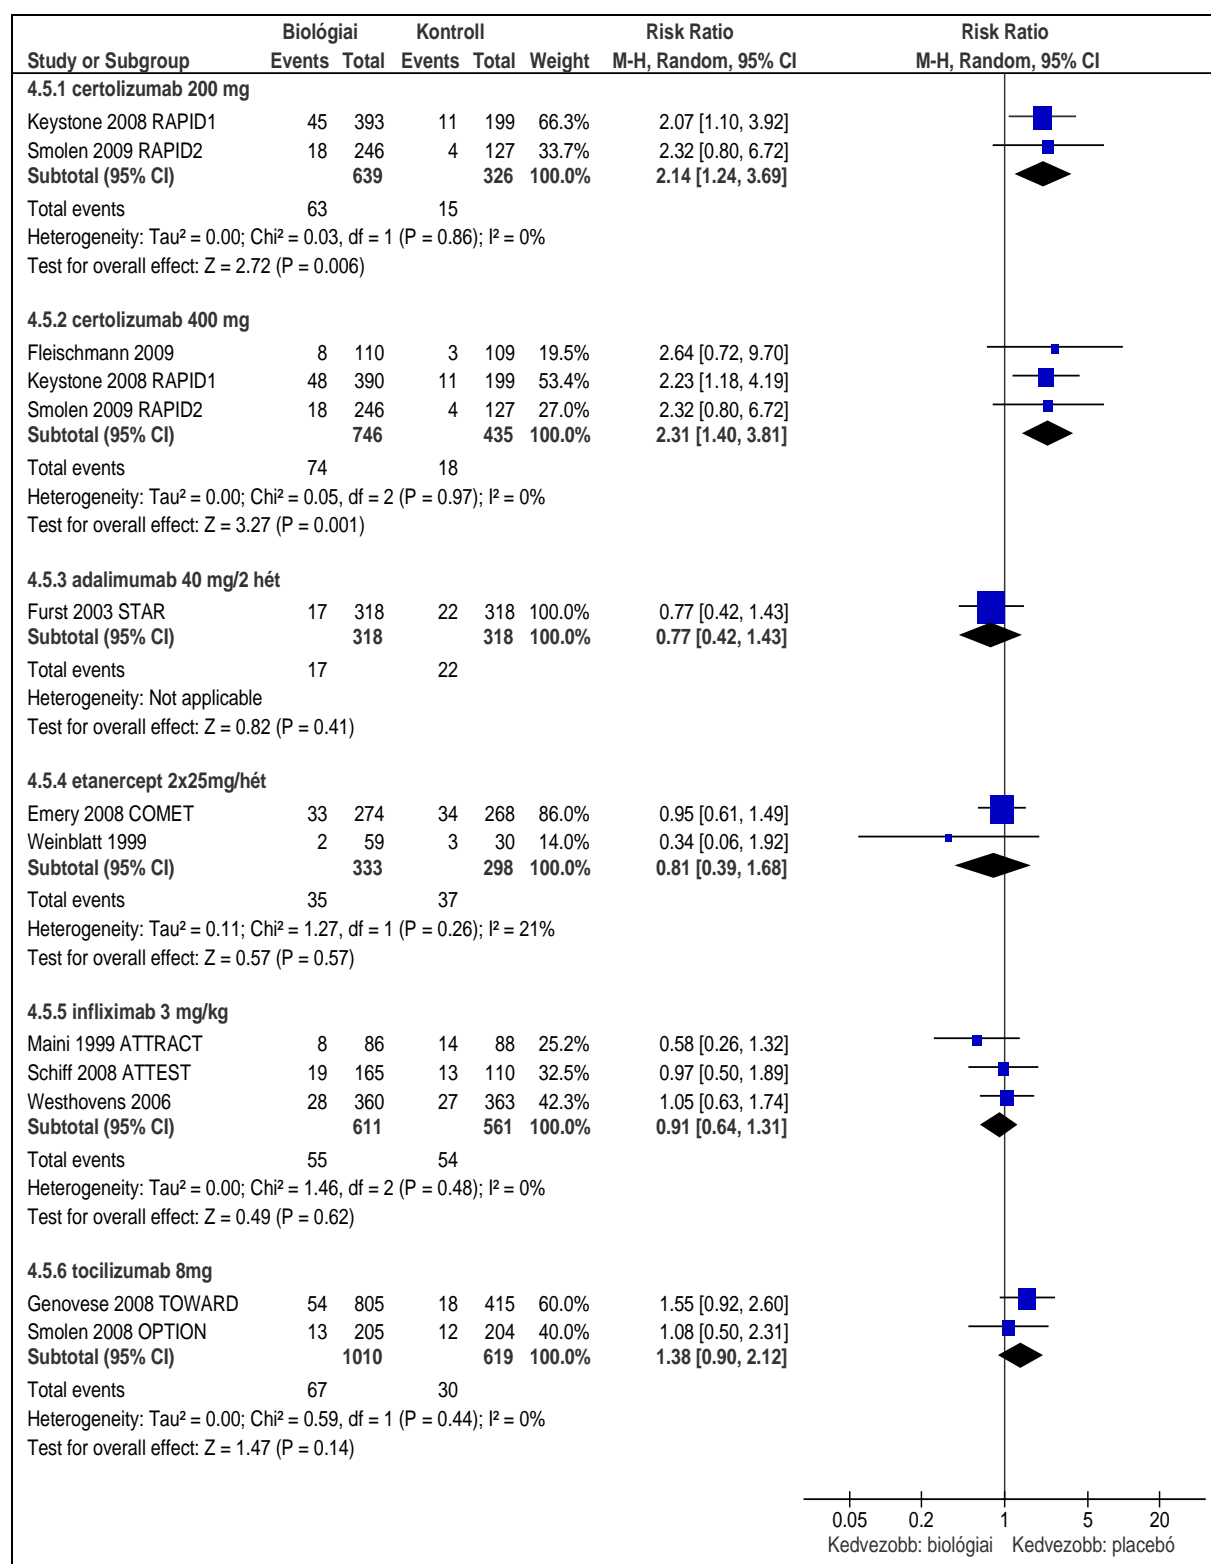 Biológiai Kontroll Risk Ratio Risk Ratio
Study or Subgroup Events Total Events Total Weight M-H, Random, 95% CI M-H, Random, 95% CI
4.5.1 certolizumab 200 mg
Keystone 2008 RAPID1 45 393 11 199 66.3% 2.07 [1.10, 3.92]
Smolen 2009 RAPID2 18 246 4 127 33.7% 2.32 [0.80, 6.72]
Subtotal (95% CI) 639 326 100.0% 2.14 [1.24, 3.69]
Total events 63 15
Heterogeneity: Tau² = 0.00; Chi² = 0.03, df = 1 (P = 0.86); I² = 0%
Test for overall effect: Z = 2.72 (P = 0.006)
4.5.2 certolizumab 400 mg
Fleischmann 2009 8 110 3 109 19.5% 2.64 [0.72, 9.70]
Keystone 2008 RAPID1 48 390 11 199 53.4% 2.23 [1.18, 4.19]
Smolen 2009 RAPID2 18 246 4 127 27.0% 2.32 [0.80, 6.72]
Subtotal (95% CI) 746 435 100.0% 2.31 [1.40, 3.81]
Total events 74 18
Heterogeneity: Tau² = 0.00; Chi² = 0.05, df = 2 (P = 0.97); I² = 0%
Test for overall effect: Z = 3.27 (P = 0.001)
4.5.3 adalimumab 40 mg/2 hét
Furst 2003 STAR 17 318 22 318 100.0% 0.77 [0.42, 1.43]
Subtotal (95% CI) 318 318 100.0% 0.77 [0.42, 1.43]
Total events 17 22
Heterogeneity: Not applicable
Test for overall effect: Z = 0.82 (P = 0.41)
4.5.4 etanercept 2x25mg/hét
Emery 2008 COMET 33 274 34 268 86.0% 0.95 [0.61, 1.49]
Weinblatt 1999 2 59 3 30 14.0% 0.34 [0.06, 1.92]
Subtotal (95% CI) 333 298 100.0% 0.81 [0.39, 1.68]
Total events 35 37
Heterogeneity: Tau² = 0.11; Chi² = 1.27, df = 1 (P = 0.26); I² = 21%
Test for overall effect: Z = 0.57 (P = 0.57)
4.5.5 infliximab 3 mg/kg
Maini 1999 ATTRACT 8 86 14 88 25.2% 0.58 [0.26, 1.32]
Schiff 2008 ATTEST 19 165 13 110 32.5% 0.97 [0.50, 1.89]
Westhovens 2006 28 360 27 363 42.3% 1.05 [0.63, 1.74]
Subtotal (95% CI) 611 561 100.0% 0.91 [0.64, 1.31]
Total events 55 54
Heterogeneity: Tau² = 0.00; Chi² = 1.46, df = 2 (P = 0.48); I² = 0%
Test for overall effect: Z = 0.49 (P = 0.62)
4.5.6 tocilizumab 8mg
Genovese 2008 TOWARD 54 805 18 415 60.0% 1.55 [0.92, 2.60]
Smolen 2008 OPTION 13 205 12 204 40.0% 1.08 [0.50, 2.31]
Subtotal (95% CI) 1010 619 100.0% 1.38 [0.90, 2.12]
Total events 67 30
Heterogeneity: Tau² = 0.00; Chi² = 0.59, df = 1 (P = 0.44); I² = 0%
Test for overall effect: Z = 1.47 (P = 0.14)
0.05 0.2 1 5 20
Kedvezobb: biológiai Kedvezobb: placebó